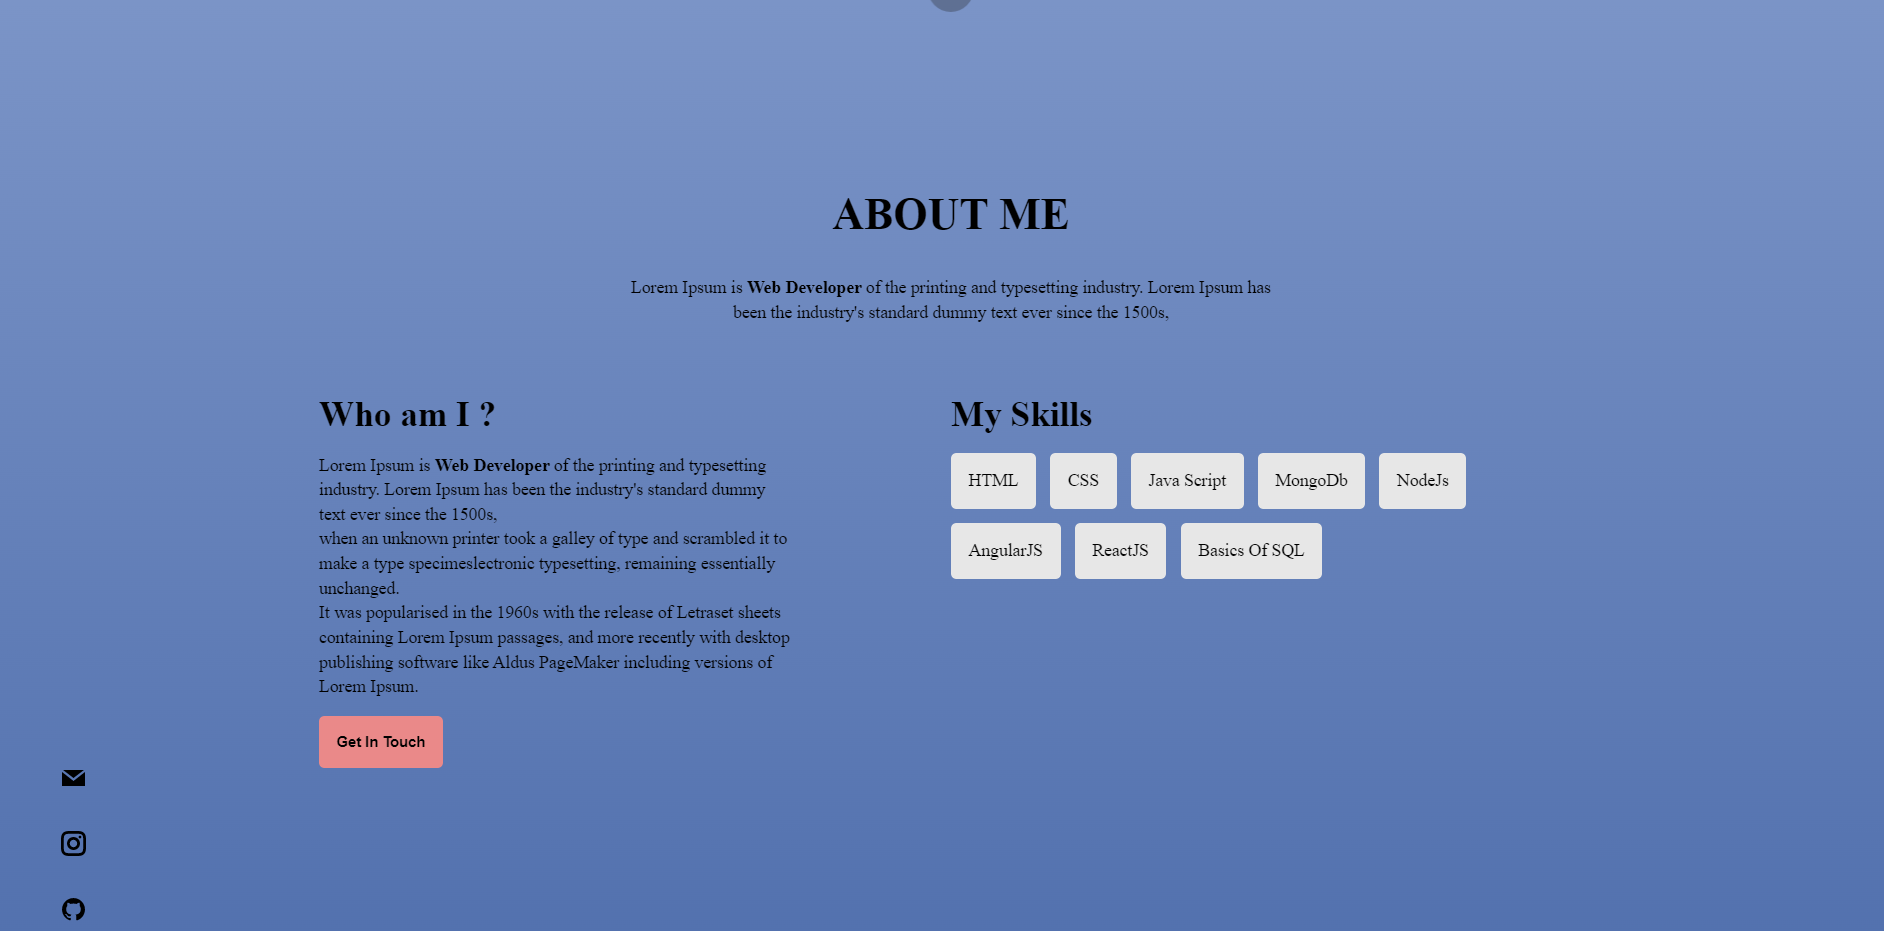 ABOUT ME
Lorem Ipsum is Web Developer of the printing and typesetting industry. Lorem Ipsum has
been the industry's standard dummy text ever since the 1500s,
Who am I ?
Lorem Ipsum is Web Developer of the printing and typesetting
industry. Lorem Ipsum has been the industry's standard dummy
text ever since the 1500s,
when an unknown printer took a galley of type and scrambled it to
make a type specimeslectronic typesetting, remaining essentially
unchanged.
It was popularised in the 1960s with the release of Letraset sheets
containing Lorem Ipsum passages, and more recently with desktop
publishing software like Aldus PageMaker including versions of
Lorem Ipsum.
Get In Touch
My Skills
HTML CSS Java Script MongoDb NodeJs
AngularJS ReactJS Basics Of SQL